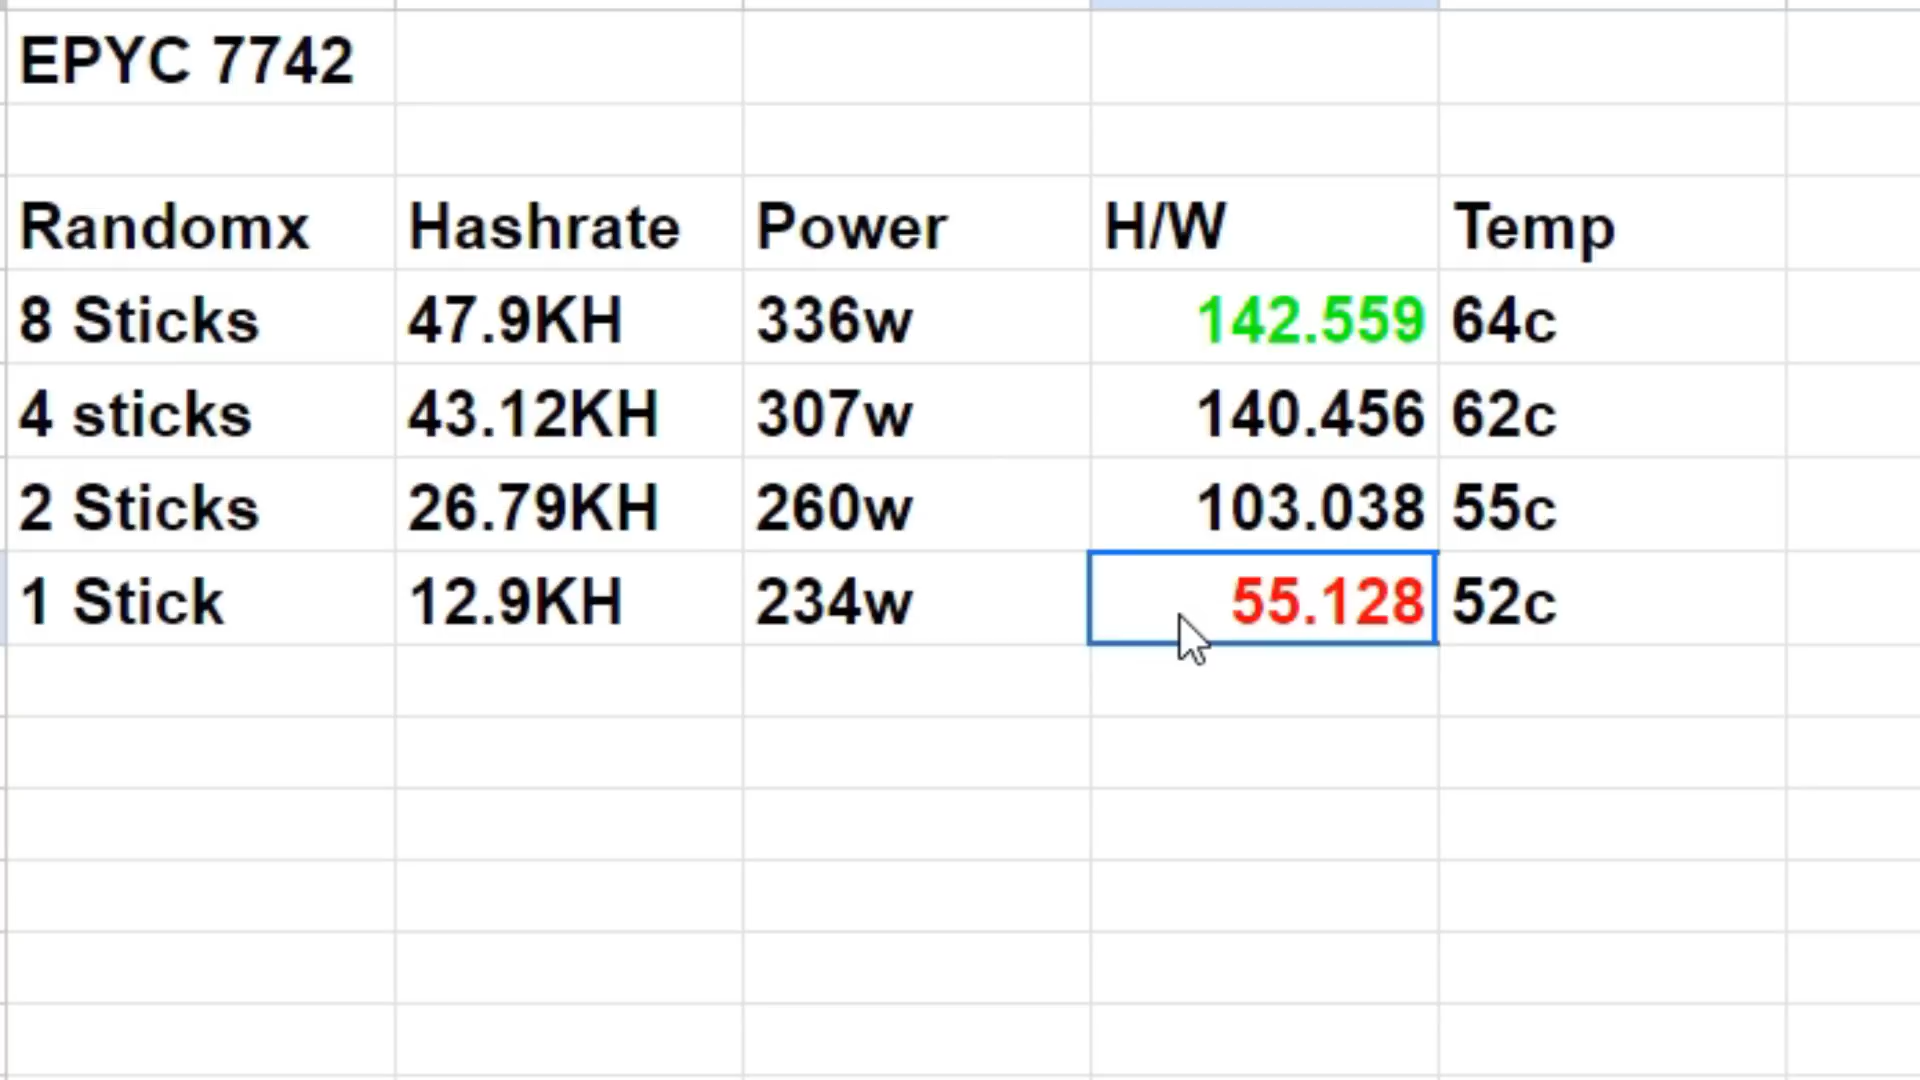 EPYC 7742
Randomx Hashrate Power H/W Temp
8 Sticks 47.9KH 336w 142.559 64c
4 sticks 43.12KH 307w 140.456 62c
2 Sticks 26.79KH 260w 103.038 55c
1 Stick 12.9KH 234w 55.128 52c